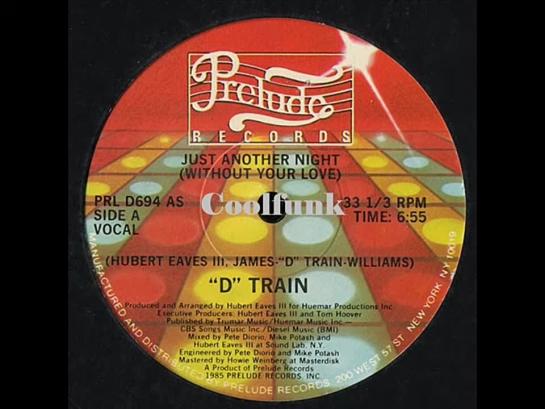 Prelude
RECORDS
JUST ANOTHER NIGHT
(WITHOUT YOUR LOVE)
PRL D694 AS
SIDE A
VOCAL
33 1/3 RPM
TIME: 6:55
Coolfunk
(HUBERT EAVES III, JAMES-"D" TRAIN-WILLIAMS)
"D" TRAIN
Produced and Arranged by Hubert Eaves III for Huemar Productions Inc.
Executive Producers: Hubert Eaves III and Tom Hoover
Published by Trumar Music/Huemar Music Inc.—
CBS Songs Music Inc./Diesel Music (BMI)
Mixed by Pete Diorio, Mike Potash and
Hubert Eaves III at Sound Lab, N.Y.
Engineered by Pete Diorio and Mike Potash
Mastered by Howie Weinberg at Masterdisk
A Product of Prelude Records
1985 PRELUDE RECORDS, INC.
MANUFACTURED AND DISTRIBUTED BY PRELUDE RECORDS, 200 WEST 57 ST. NEW YORK, NY 10019